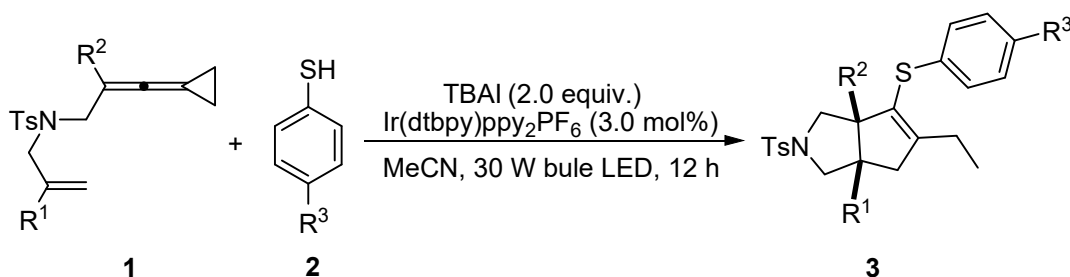 R²
TsN
R¹
1
+
SH
R³
2
TBAI (2.0 equiv.)
Ir(dtbpy)ppy₂PF₆ (3.0 mol%)
MeCN, 30 W bule LED, 12 h
R³
S
R²
TsN
R¹
3